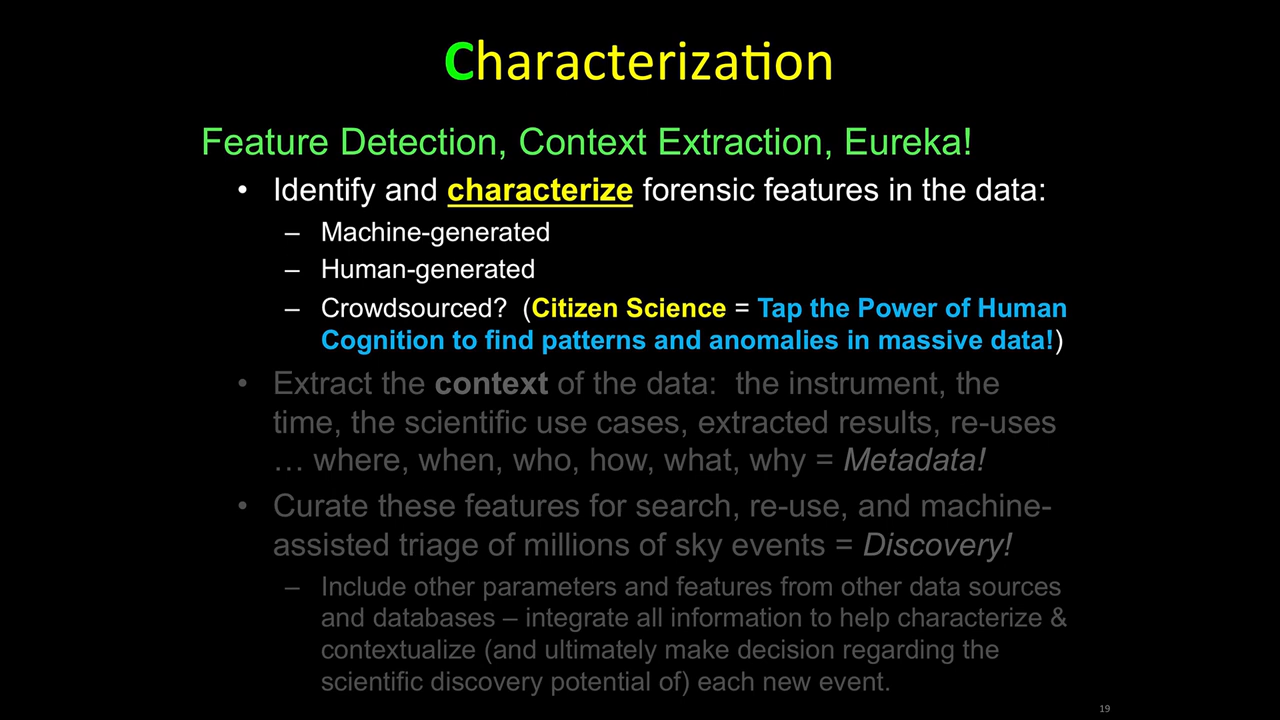 Characterization
Feature Detection, Context Extraction, Eureka!
• Identify and characterize forensic features in the data:
– Machine-generated
– Human-generated
– Crowdsourced? (Citizen Science = Tap the Power of Human
Cognition to find patterns and anomalies in massive data!)
• Extract the context of the data: the instrument, the
time, the scientific use cases, extracted results, re-uses
… where, when, who, how, what, why = Metadata!
• Curate these features for search, re-use, and machine-
assisted triage of millions of sky events = Discovery!
– Include other parameters and features from other data sources
and databases – integrate all information to help characterize &
contextualize (and ultimately make decision regarding the
scientific discovery potential of) each new event.
19